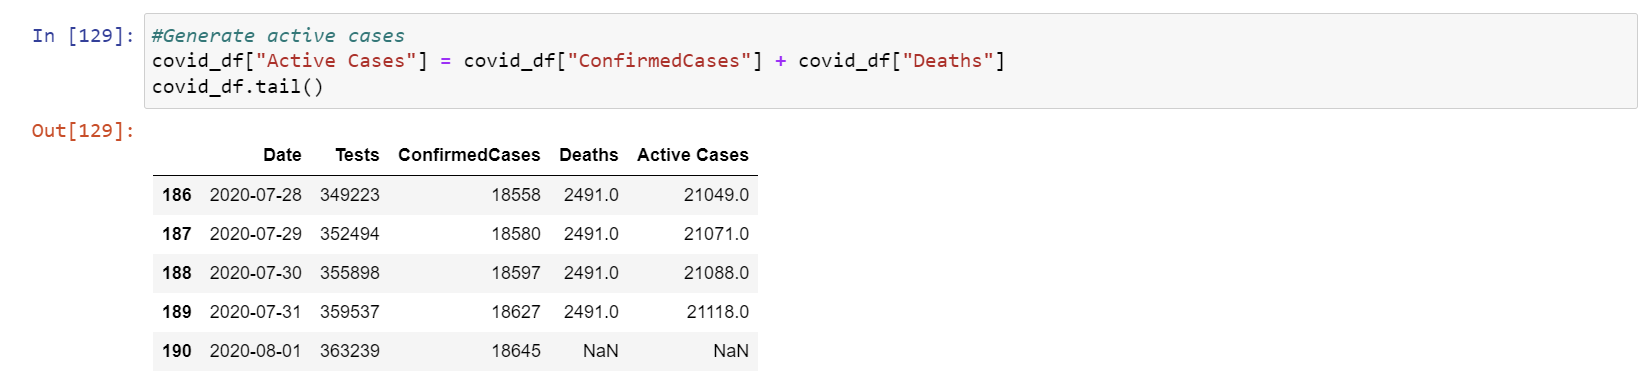 In [129]: #Generate active cases
covid_df["Active Cases"] = covid_df["ConfirmedCases"] + covid_df["Deaths"]
covid_df.tail()
Out[129]:
Date Tests ConfirmedCases Deaths Active Cases
186 2020-07-28 349223 18558 2491.0 21049.0
187 2020-07-29 352494 18580 2491.0 21071.0
188 2020-07-30 355898 18597 2491.0 21088.0
189 2020-07-31 359537 18627 2491.0 21118.0
190 2020-08-01 363239 18645 NaN NaN